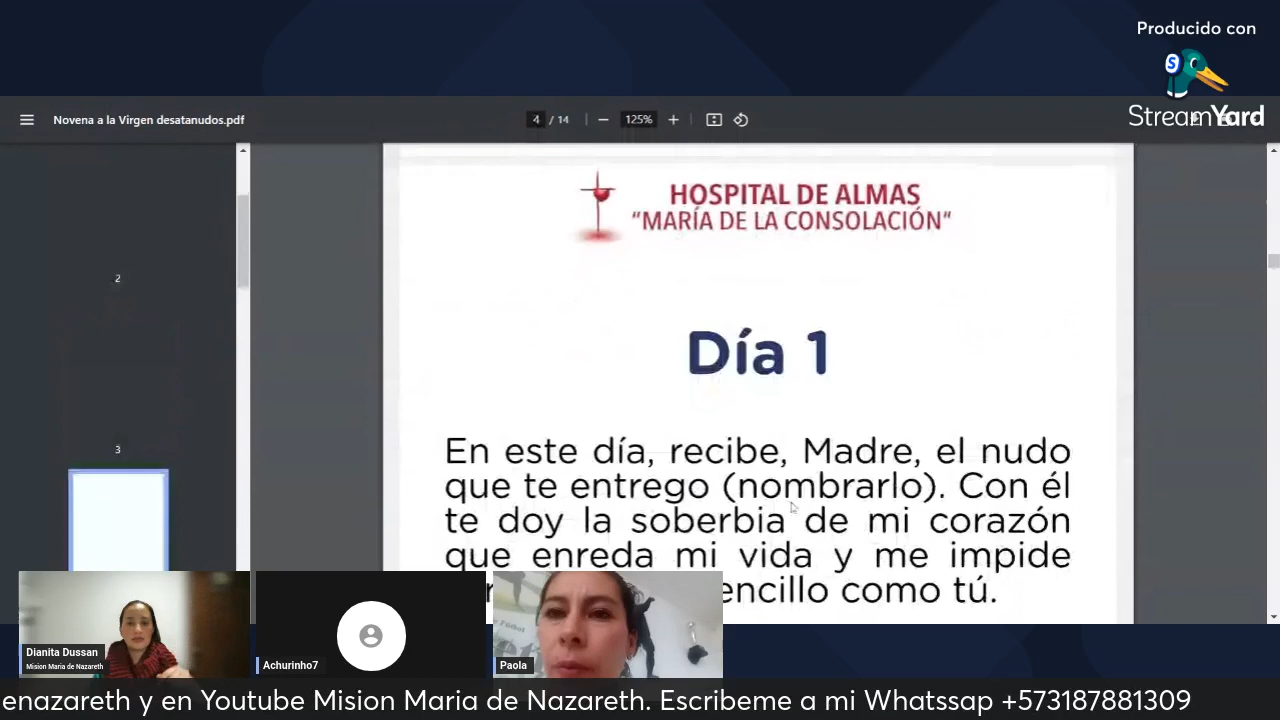 Producido con
S
StreamYard
Novena a la Virgen desatanudos.pdf
4 / 14
125%
HOSPITAL DE ALMAS
“MARÍA DE LA CONSOLACIÓN“
2
3
Día 1
En este día, recibe, Madre, el nudo
que te entrego (nombrarlo). Con él
te doy la soberbia de mi corazón
que enreda mi vida y me impide
como tú.
Dianita Dussan
Mision Maria de Nazareth
Achurinho7
Paola
enazareth y en Youtube Mision Maria de Nazareth. Escribeme a mi Whatssap +573187881309